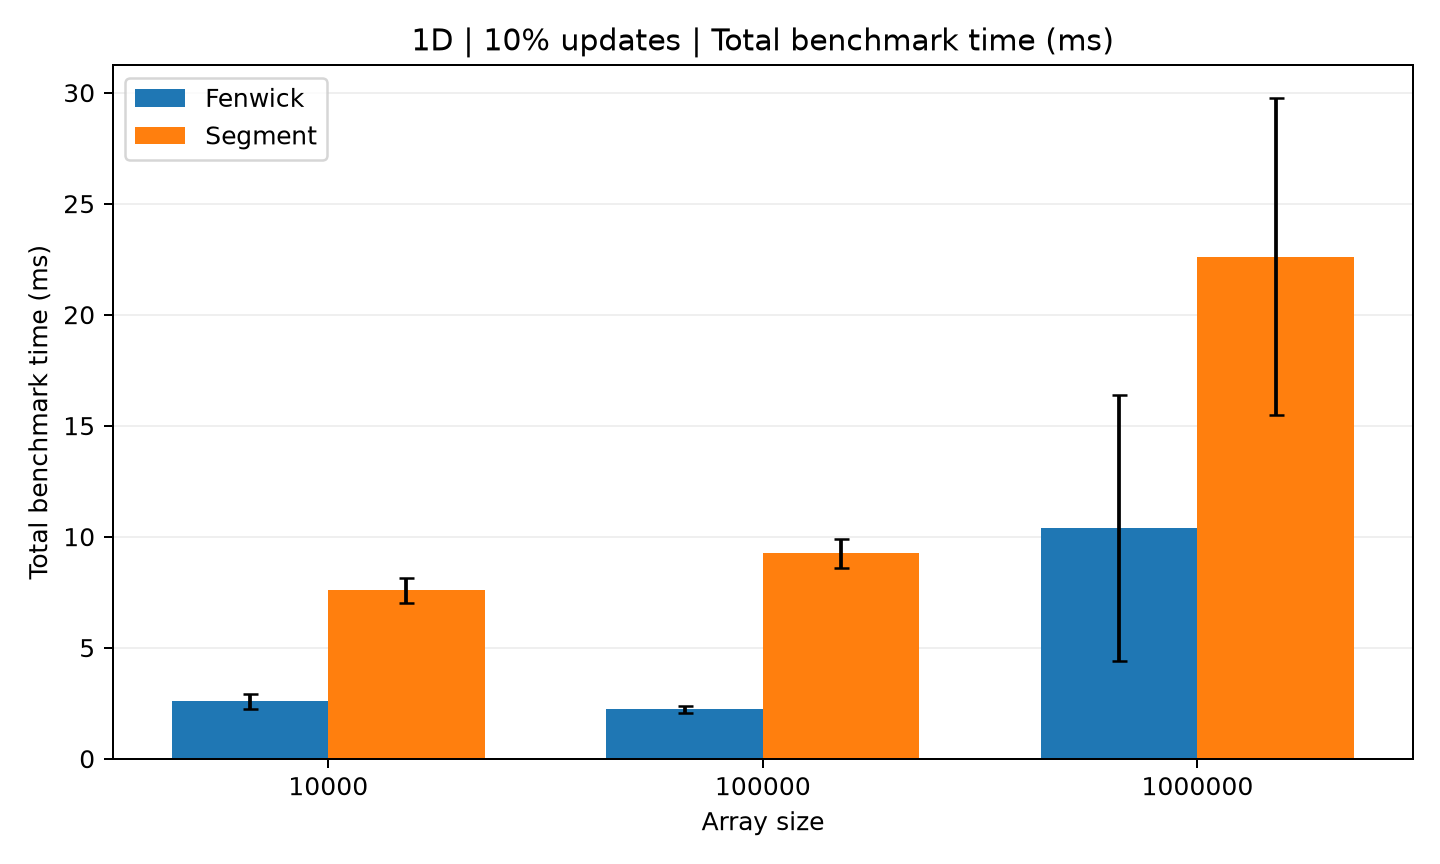 1D | 10% updates | Total benchmark time (ms)
Fenwick
Segment
Total benchmark time (ms)
30
25
20
15
10
5
0
10000
100000
1000000
Array size